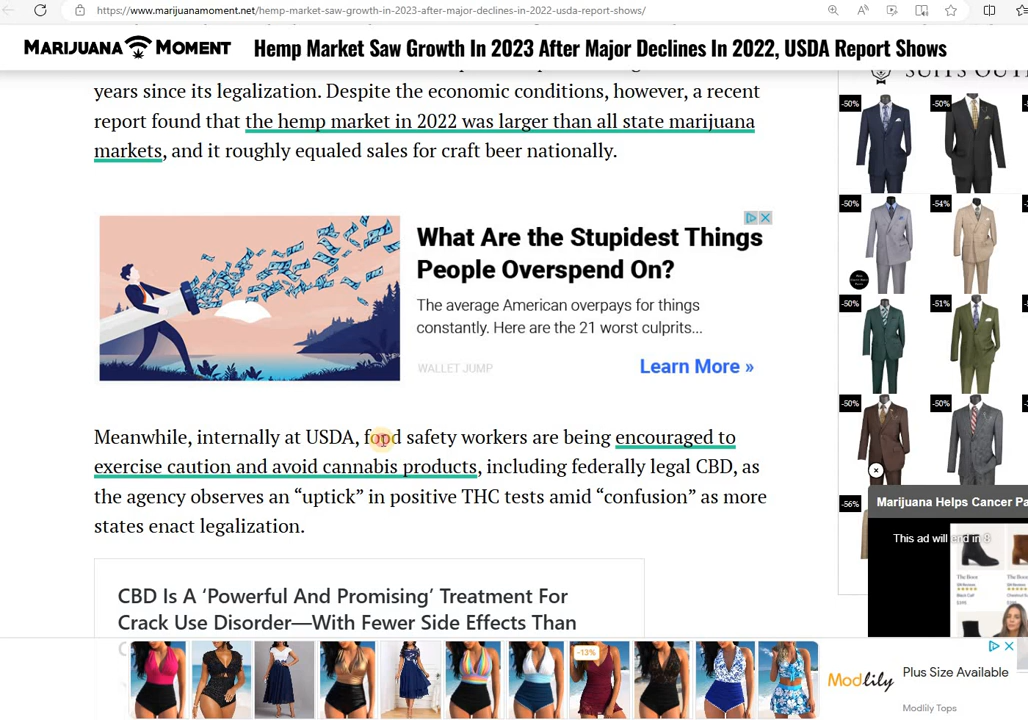 https://www.marijuanamoment.net/hemp-market-saw-growth-in-2023-after-major-declines-in-2022-usda-report-shows/
MARIJUANA MOMENT
Hemp Market Saw Growth In 2023 After Major Declines In 2022, USDA Report Shows
years since its legalization. Despite the economic conditions, however, a recent
report found that the hemp market in 2022 was larger than all state marijuana
markets, and it roughly equaled sales for craft beer nationally.
What Are the Stupidest Things
People Overspend On?
The average American overpays for things
constantly. Here are the 21 worst culprits...
WALLET JUMP
Learn More »
Meanwhile, internally at USDA, food safety workers are being encouraged to
exercise caution and avoid cannabis products, including federally legal CBD, as
the agency observes an “uptick” in positive THC tests amid “confusion” as more
states enact legalization.
CBD Is A ‘Powerful And Promising’ Treatment For
Crack Use Disorder—With Fewer Side Effects Than
-50%
-50%
-50%
-54%
-50%
-51%
-50%
-50%
-56%
Marijuana Helps Cancer Pa
This ad will end in 8
-13%
Modlily
Plus Size Available
Modlily Tops